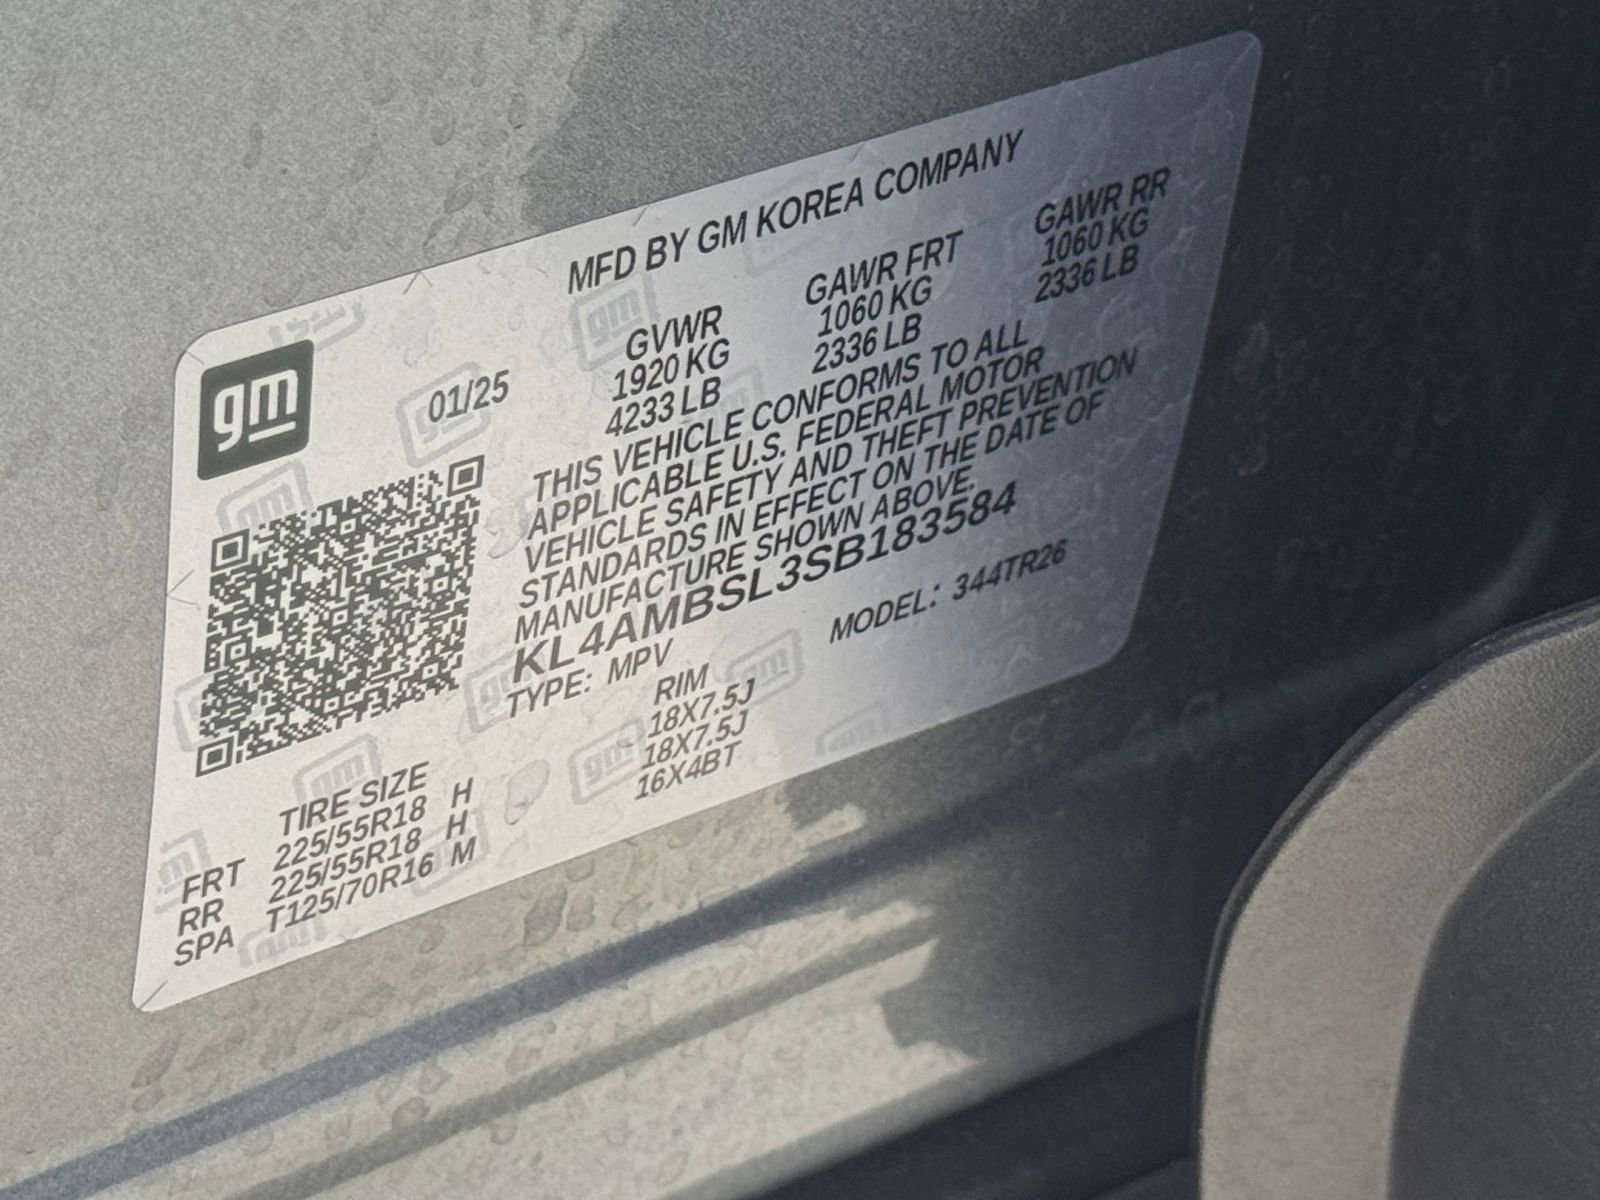 MFD BY GM KOREA COMPANY
gm
01/25
GVWR GAWR FRT GAWR RR
1920 KG 1060 KG 1060 KG
4233 LB 2336 LB 2336 LB
THIS VEHICLE CONFORMS TO ALL
APPLICABLE U.S. FEDERAL MOTOR
VEHICLE SAFETY AND THEFT PREVENTION
STANDARDS IN EFFECT ON THE DATE OF
MANUFACTURE SHOWN ABOVE.
KL4AMBSL3SB183584
TYPE: MPV MODEL: 344TR26
TIRE SIZE RIM
FRT 225/55R18 H 18X7.5J
RR 225/55R18 H 18X7.5J
SPA T125/70R16 M 16X4BT